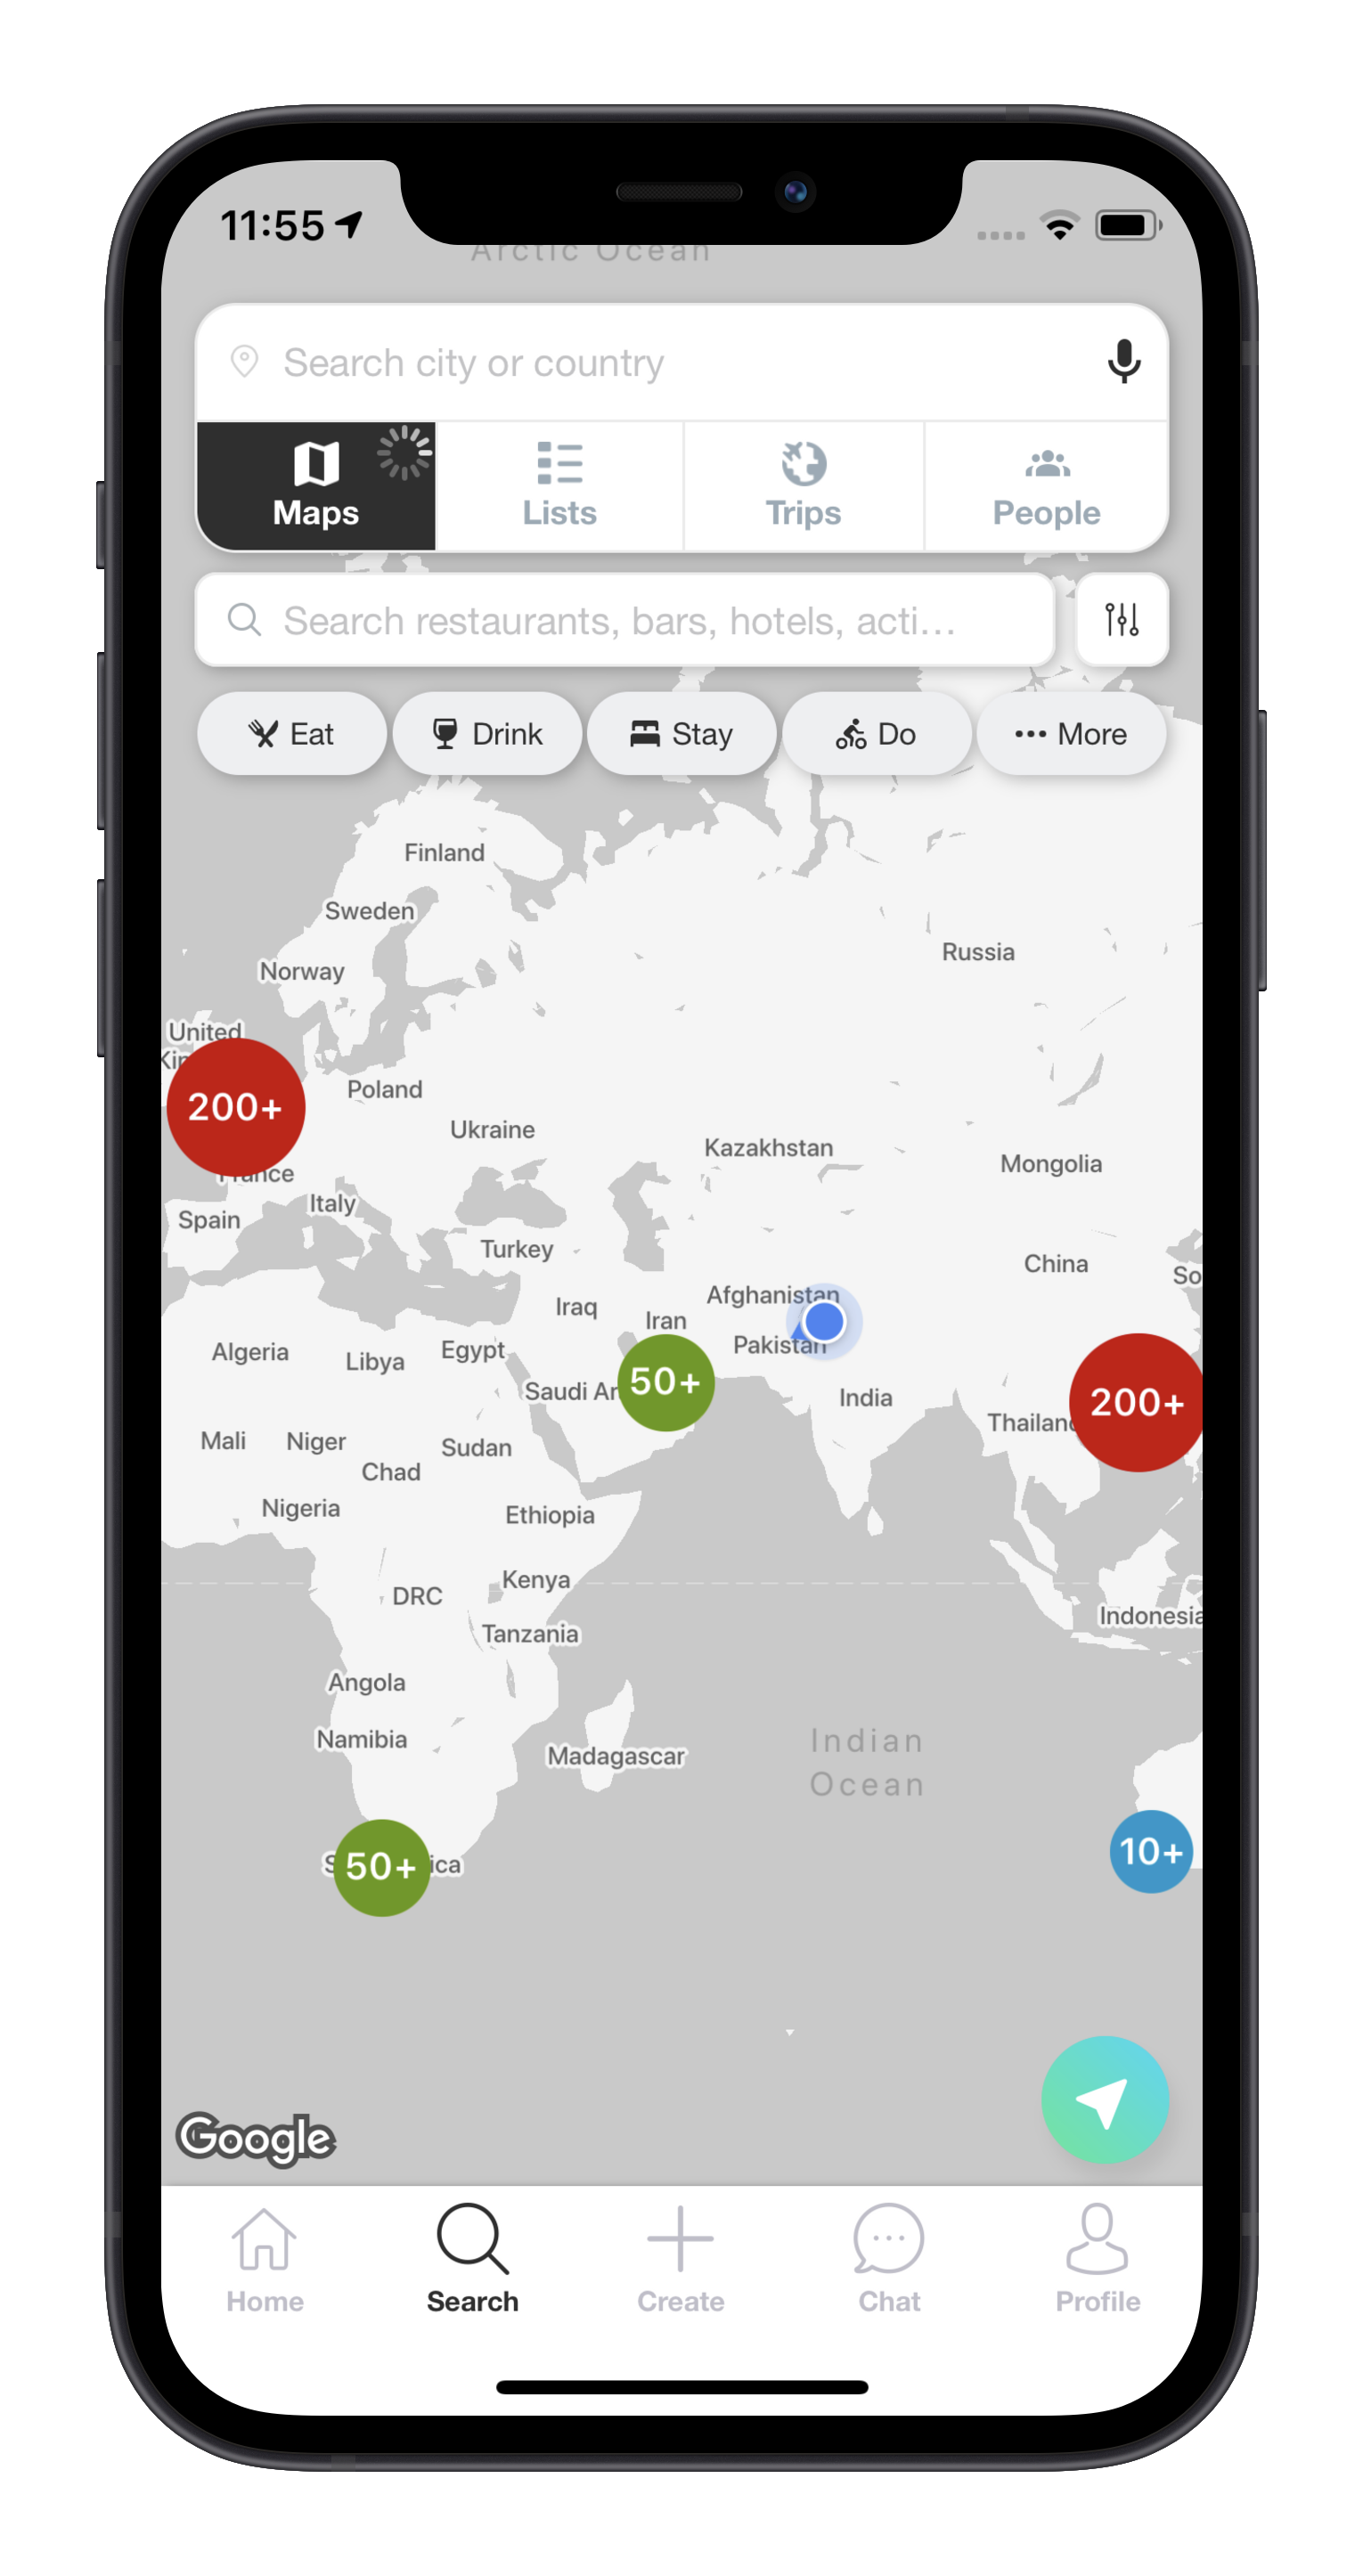 11:55
Arctic Ocean
Search city or country
Maps
Lists
Trips
People
Search restaurants, bars, hotels, acti...
Eat
Drink
Stay
Do
More
Finland
Sweden
Norway
Russia
United
200+
Poland
Ukraine
Kazakhstan
Mongolia
France
Italy
Spain
Turkey
China
So
Afghanistan
Iraq
Iran
Pakistan
Algeria
Libya
Egypt
Saudi Ar
50+
India
200+
Thailand
Mali
Niger
Sudan
Chad
Nigeria
Ethiopia
Kenya
DRC
Indonesia
Tanzania
Angola
Namibia
Madagascar
Indian
Ocean
10+
50+
ica
Google
Home
Search
Create
Chat
Profile